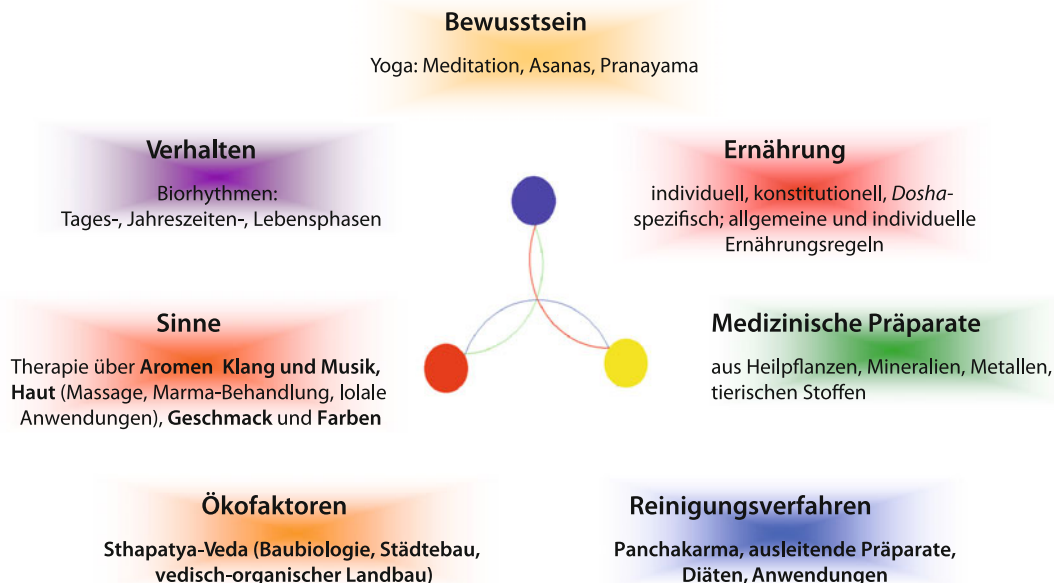 Bewusstsein
Yoga: Meditation, Asanas, Pranayama
Verhalten
Biorhythmen:
Tages-, Jahreszeiten-, Lebensphasen
Ernährung
individuell, konstitutionell, Dosha-
spezifisch; allgemeine und individuelle
Ernährungsregeln
Sinne
Therapie über Aromen Klang und Musik,
Haut (Massage, Marma-Behandlung, lolale
Anwendungen), Geschmack und Farben
Medizinische Präparate
aus Heilpflanzen, Mineralien, Metallen,
tierischen Stoffen
Ökofaktoren
Sthapatya-Veda (Baubiologie, Städtebau,
vedisch-organischer Landbau)
Reinigungsverfahren
Panchakarma, ausleitende Präparate,
Diäten, Anwendungen